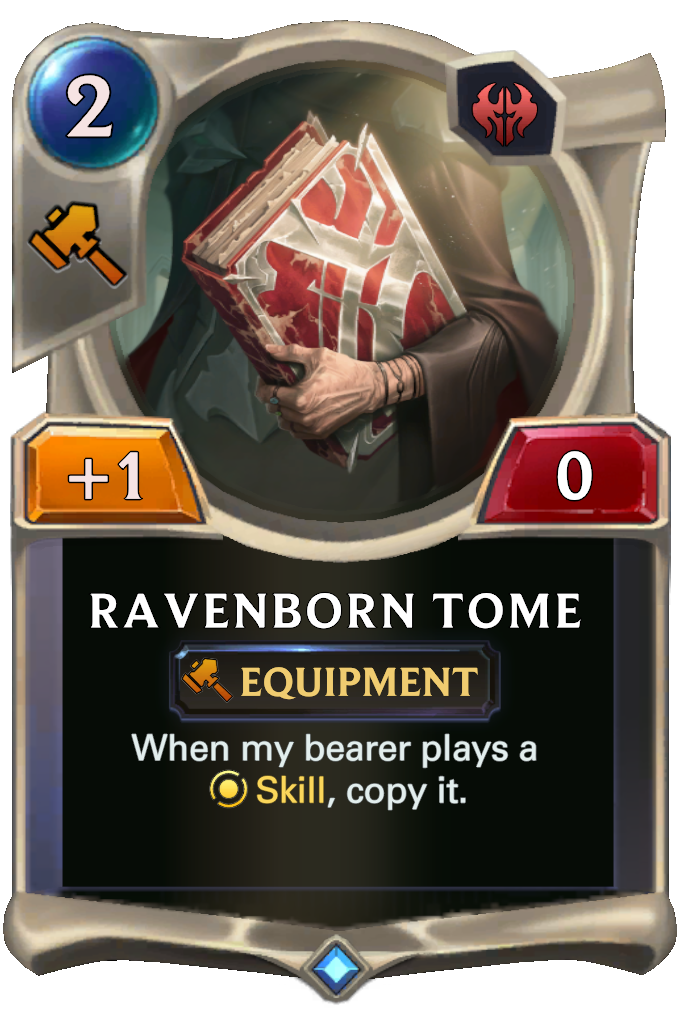 2
+1
0
RAVENBORN TOME
EQUIPMENT
When my bearer plays a
Skill, copy it.